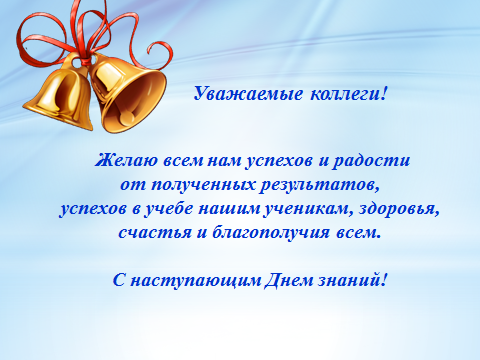 Уважаемые коллеги!
Желаю всем нам успехов и радости
от полученных результатов,
успехов в учебе нашим ученикам, здоровья,
счастья и благополучия всем.
С наступающим Днем знаний!